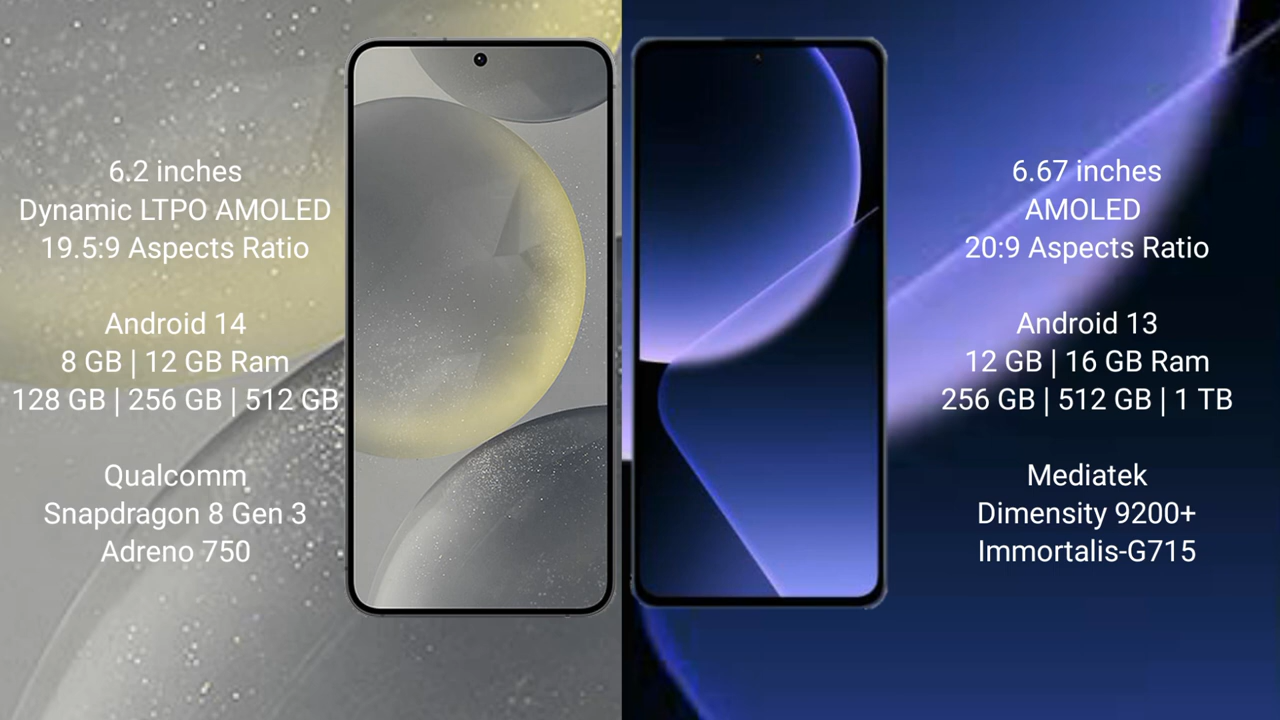 6.2 inches
Dynamic LTPO AMOLED
19.5:9 Aspects Ratio
Android 14
8 GB | 12 GB Ram
128 GB | 256 GB | 512 GB
Qualcomm
Snapdragon 8 Gen 3
Adreno 750
6.67 inches
AMOLED
20:9 Aspects Ratio
Android 13
12 GB | 16 GB Ram
256 GB | 512 GB | 1 TB
Mediatek
Dimensity 9200+
Immortalis-G715